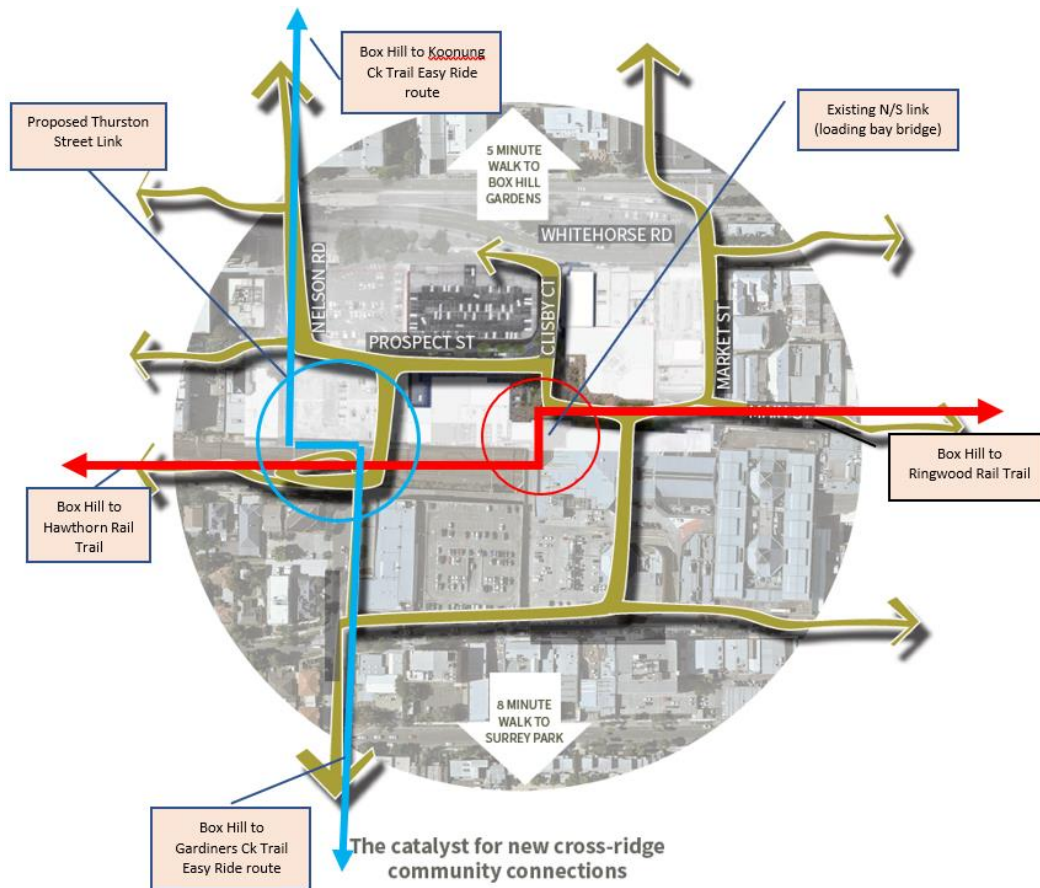 Box Hill to Koonung
Ck Trail Easy Ride
route
Proposed Thurston
Street Link
Existing N/S link
(loading bay bridge)
5 MINUTE
WALK TO
BOX HILL
GARDENS
WHITEHORSE RD
NELSON RD
PROSPECT ST
CLISBY CT
MARKET ST
MAIN ST
Box Hill to
Ringwood Rail Trail
Box Hill to
Hawthorn Rail
Trail
8 MINUTE
WALK TO
SURREY PARK
Box Hill to
Gardiners Ck Trail
Easy Ride route
The catalyst for new cross-ridge
community connections